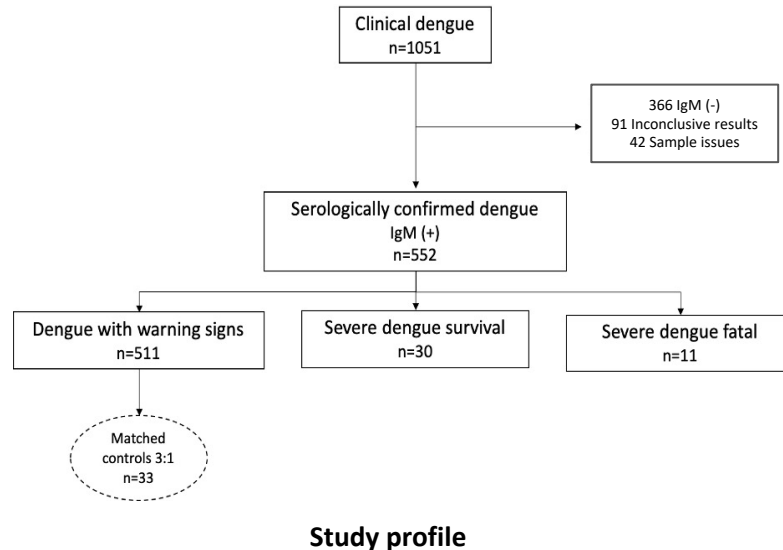 Clinical dengue
n=1051
366 IgM (-)
91 Inconclusive results
42 Sample issues
Serologically confirmed dengue
IgM (+)
n=552
Dengue with warning signs
n=511
Severe dengue survival
n=30
Severe dengue fatal
n=11
Matched
controls 3:1
n=33
Study profile